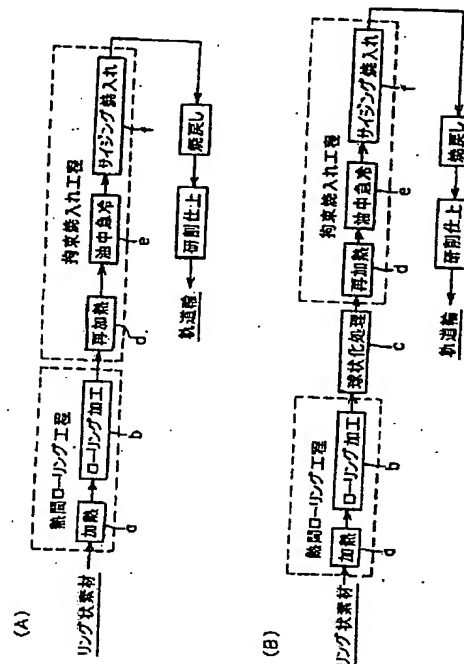 (A)
リング状素材
熱間ローリング工程
加熱
a
ローリング加工
b
拘束焼入れ工程
再加熱
d
油中急冷
e
サイジング焼入れ
f
焼戻し
研削仕上
軌道輪
(B)
リング状素材
熱間ローリング工程
加熱
a
ローリング加工
b
球状化処理
c
拘束焼入れ工程
再加熱
d
油中急冷
e
サイジング焼入れ
f
焼戻し
研削仕上
軌道輪